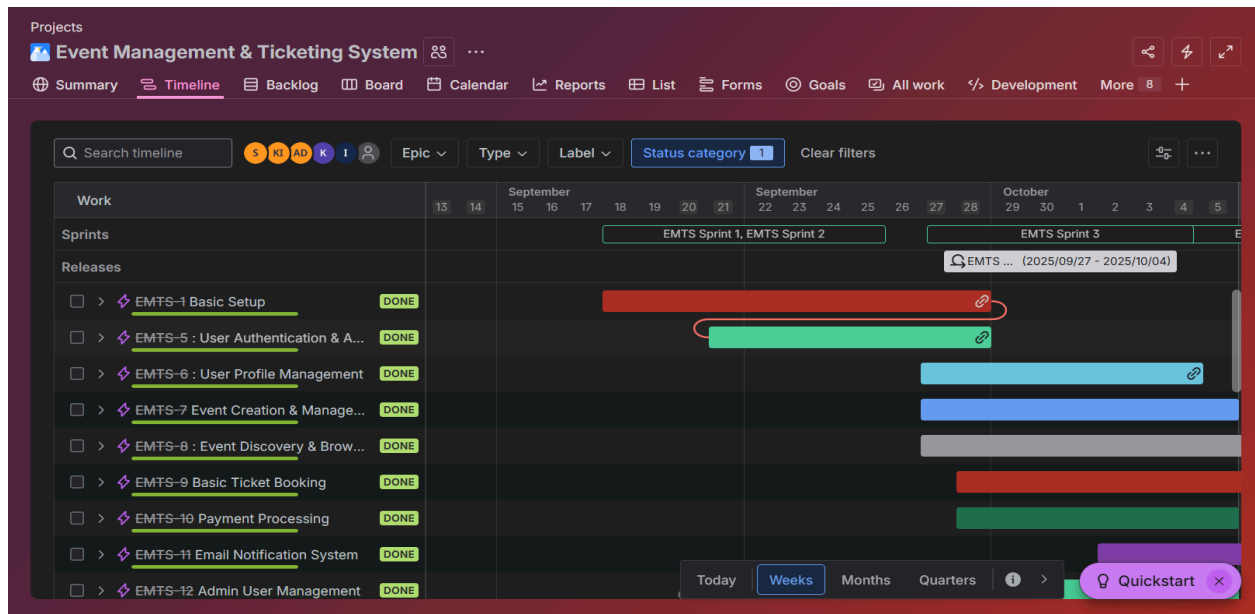 Projects
Event Management & Ticketing System
Summary Timeline Backlog Board Calendar Reports List Forms Goals All work Development More 8
Search timeline S KI AD K I Epic Type Label Status category 1 Clear filters
Work
September September October
13 14 15 16 17 18 19 20 21 22 23 24 25 26 27 28 29 30 1 2 3 4 5
Sprints EMTS Sprint 1, EMTS Sprint 2 EMTS Sprint 3 E
Releases EMTS ... (2025/09/27 - 2025/10/04)
EMTS-1 Basic Setup DONE
EMTS-5 : User Authentication & A... DONE
EMTS-6 : User Profile Management DONE
EMTS-7 Event Creation & Manage... DONE
EMTS-8 : Event Discovery & Brow... DONE
EMTS-9 Basic Ticket Booking DONE
EMTS-10 Payment Processing DONE
EMTS-11 Email Notification System DONE
EMTS-12 Admin User Management DONE
Today Weeks Months Quarters Quickstart